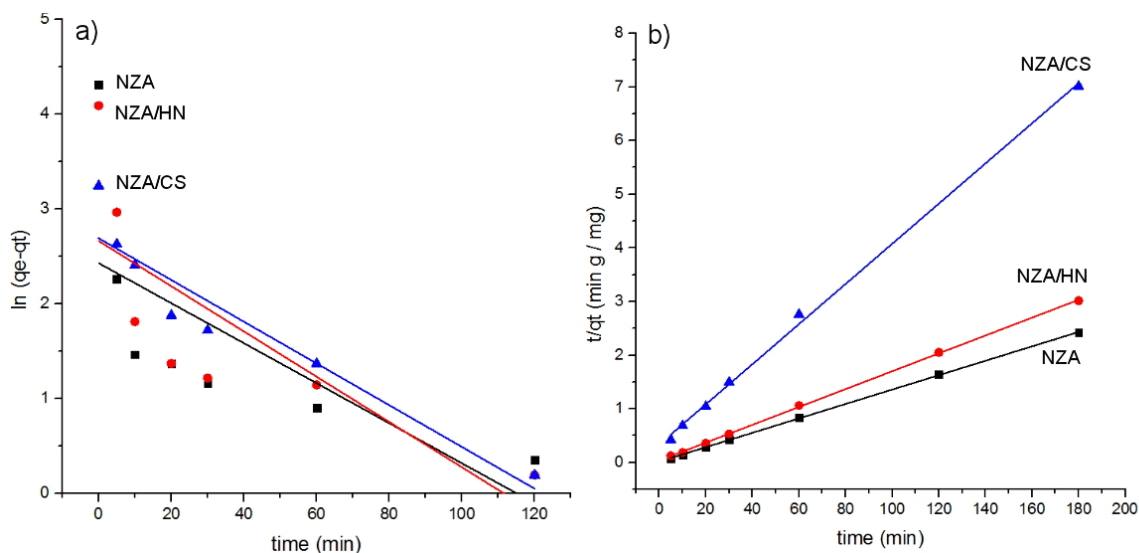 a)
NZA
NZA/HN
NZA/CS
ln (qe-qt)
5
4
3
2
1
0
0 20 40 60 80 100 120
time (min)
b)
NZA/CS
NZA/HN
NZA
t/qt (min g / mg)
8
7
6
5
4
3
2
1
0
0 20 40 60 80 100 120 140 160 180 200
time (min)